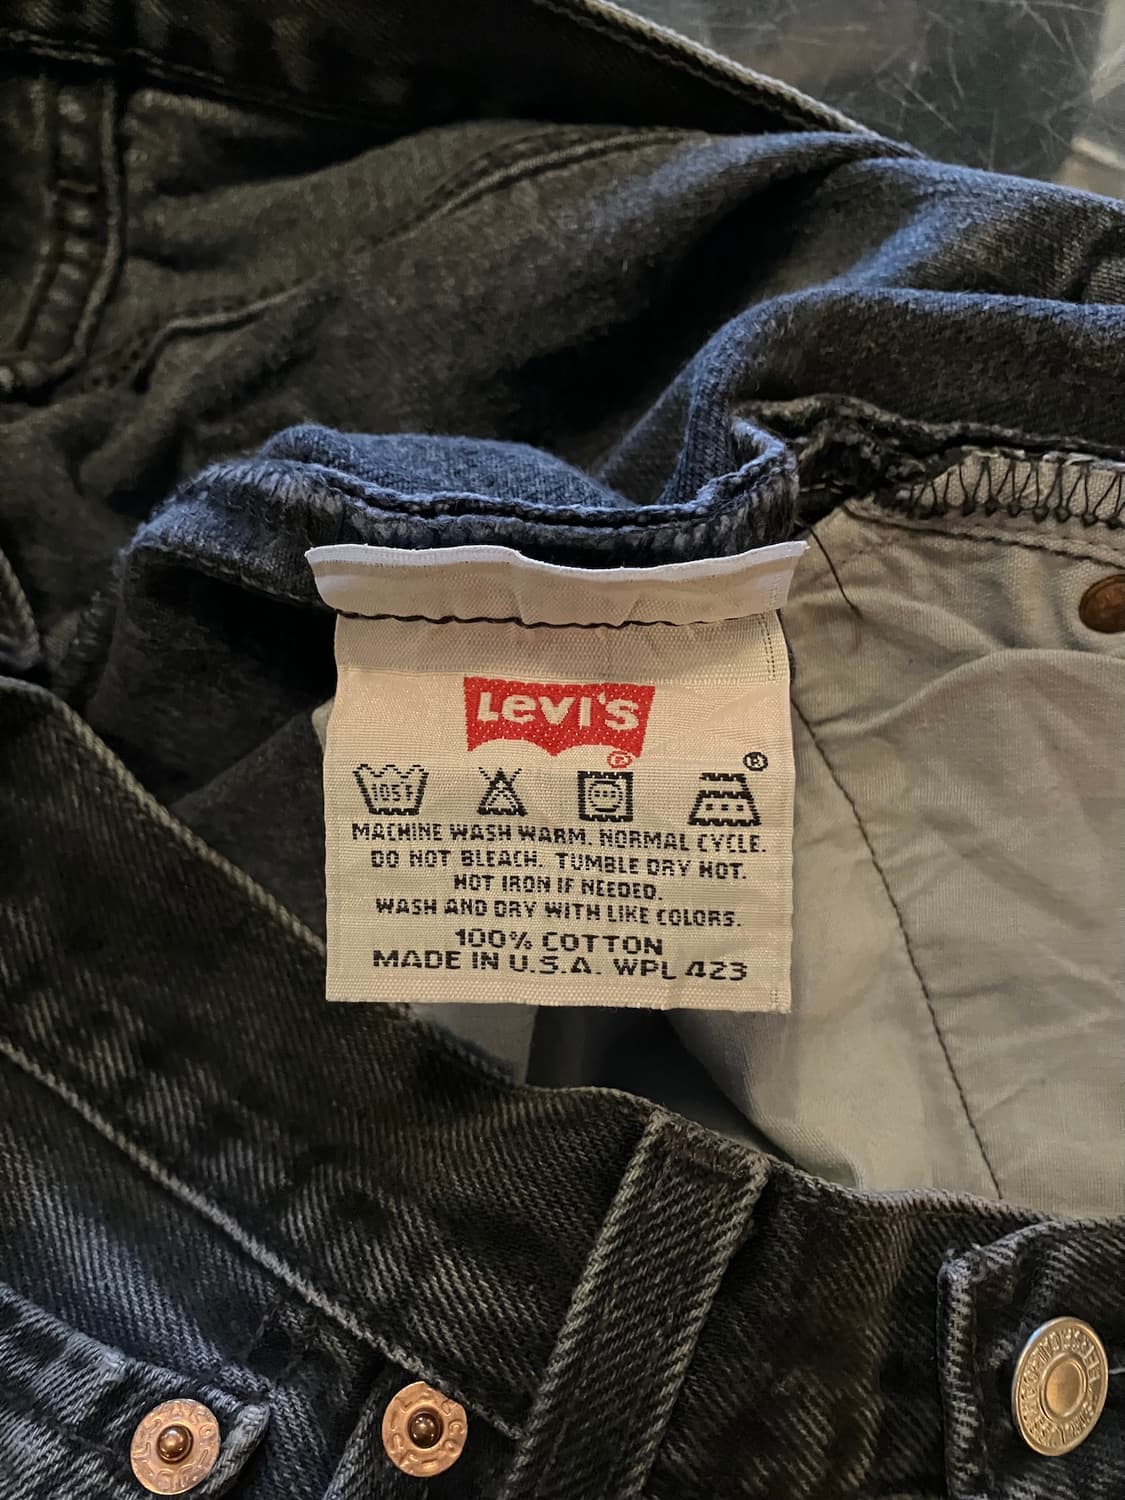 Levi's
®
®
105F
MACHINE WASH WARM. NORMAL CYCLE.
DO NOT BLEACH. TUMBLE DRY HOT.
HOT IRON IF NEEDED.
WASH AND DRY WITH LIKE COLORS.
100% COTTON
MADE IN U.S.A. WPL 423